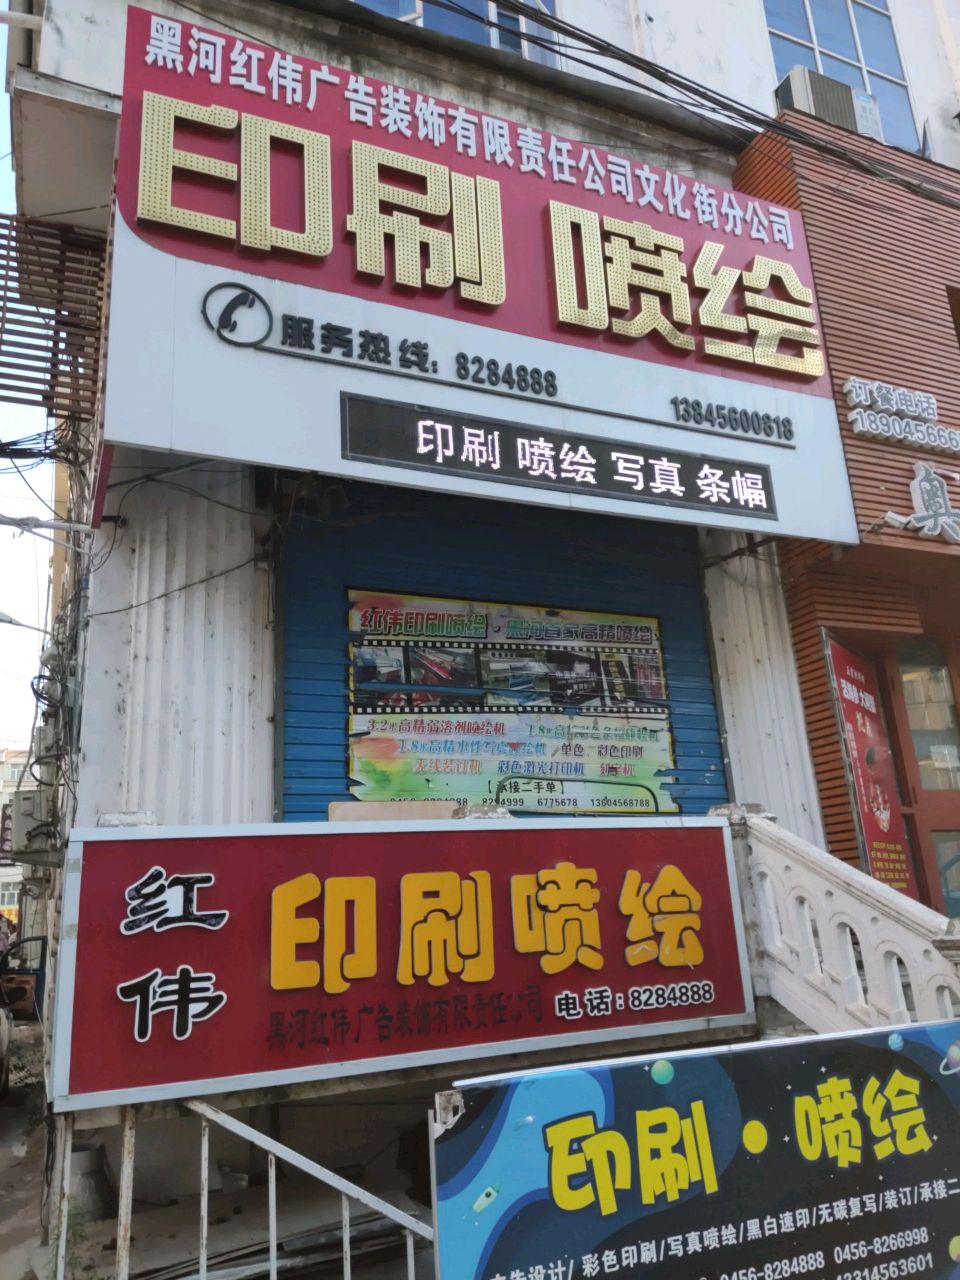 黑河红伟广告装饰有限责任公司文化街分公司
印刷 喷绘
服务热线：8284888
13845600818
印刷 喷绘 写真 条幅
订餐电话
1890456
红伟印刷喷绘·黑河首家高精喷绘
3.2米高精弱溶剂喷绘机
1.8米高精水性写真喷绘机 单色、彩色印刷
无线装订机 彩色激光打印机 刻字机
【承接二手单】
6775678 13604568788
红伟
印刷喷绘
黑河红伟广告装饰有限责任公司
电话：8284888
印刷·喷绘
彩色印刷/写真喷绘/黑白速印/无碳复写/装订/承接二
0456-8284888 0456-8266998